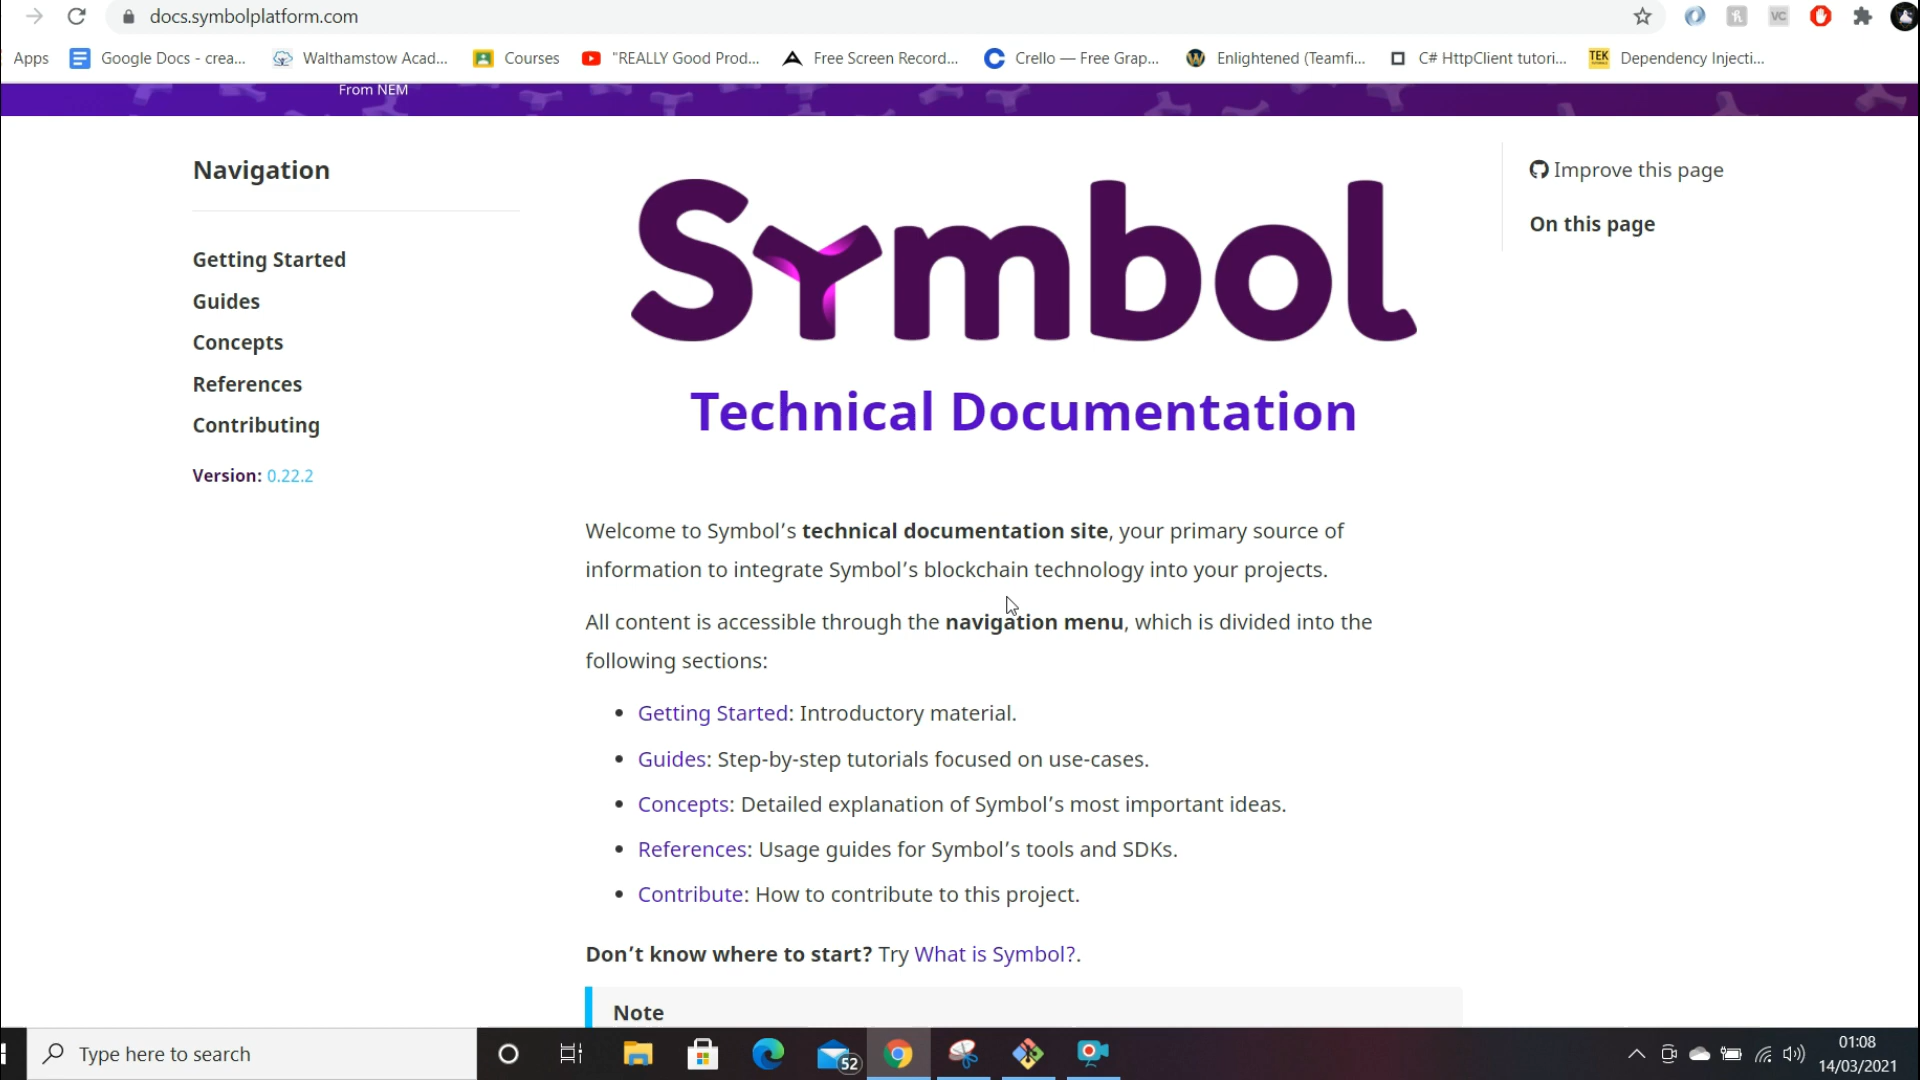 docs.symbolplatform.com
Apps Google Docs - crea... Walthamstow Acad... Courses "REALLY Good Prod... Free Screen Record... Crello — Free Grap... Enlightened (Teamfi... C# HttpClient tutori... TEK Dependency Injecti...
VC
From NEM
Navigation
Getting Started
Guides
Concepts
References
Contributing
Version: 0.22.2
Symbol
Technical Documentation
Welcome to Symbol’s technical documentation site, your primary source of
information to integrate Symbol’s blockchain technology into your projects.
All content is accessible through the navigation menu, which is divided into the
following sections:
• Getting Started: Introductory material.
• Guides: Step-by-step tutorials focused on use-cases.
• Concepts: Detailed explanation of Symbol’s most important ideas.
• References: Usage guides for Symbol’s tools and SDKs.
• Contribute: How to contribute to this project.
Don’t know where to start? Try What is Symbol?.
Note
Improve this page
On this page
Type here to search
52
01:08
14/03/2021